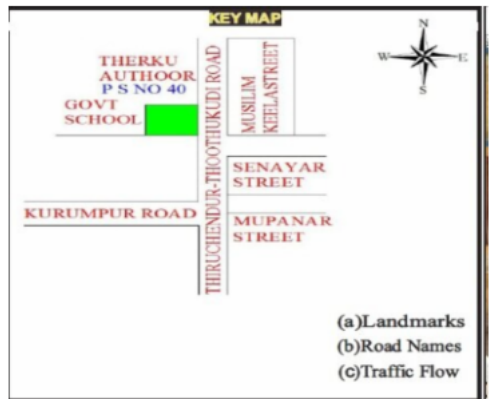 KEY MAP
N
W
E
S
THERKU
AUTHOOR
P S NO 40
GOVT
SCHOOL
THIRUCHENDUR-THOOTHUKUDI ROAD
MUSILIM
KEELASTREET
SENAYAR
STREET
KURUMPUR ROAD
MUPANAR
STREET
(a)Landmarks
(b)Road Names
(c)Traffic Flow